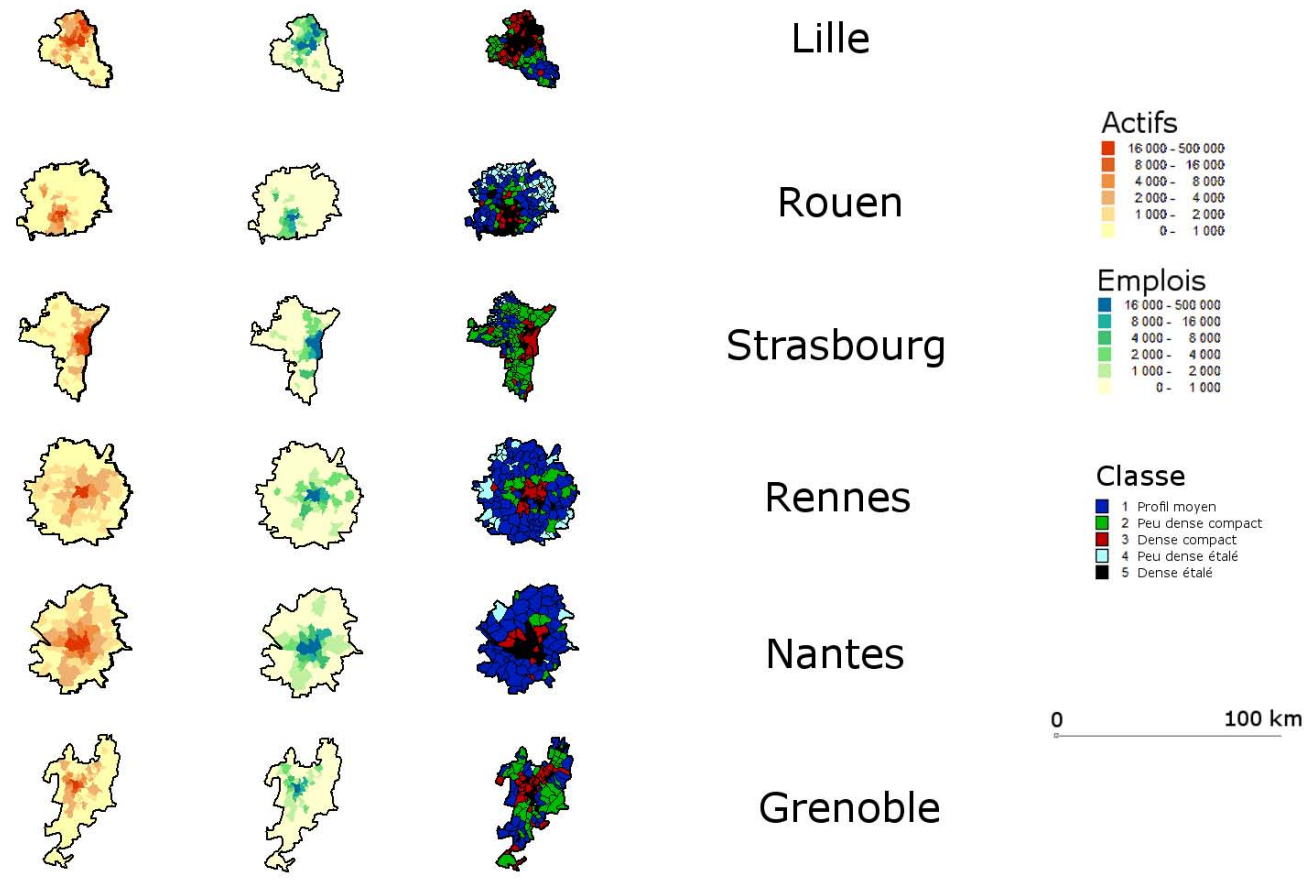 Lille
Actifs
16 000 - 500 000
8 000 - 16 000
4 000 - 8 000
2 000 - 4 000
1 000 - 2 000
0 - 1 000
Rouen
Emplois
16 000 - 500 000
8 000 - 16 000
4 000 - 8 000
2 000 - 4 000
1 000 - 2 000
0 - 1 000
Strasbourg
Rennes
Classe
1 Profil moyen
2 Peu dense compact
3 Dense compact
4 Peu dense étalé
5 Dense étalé
Nantes
0 100 km
Grenoble